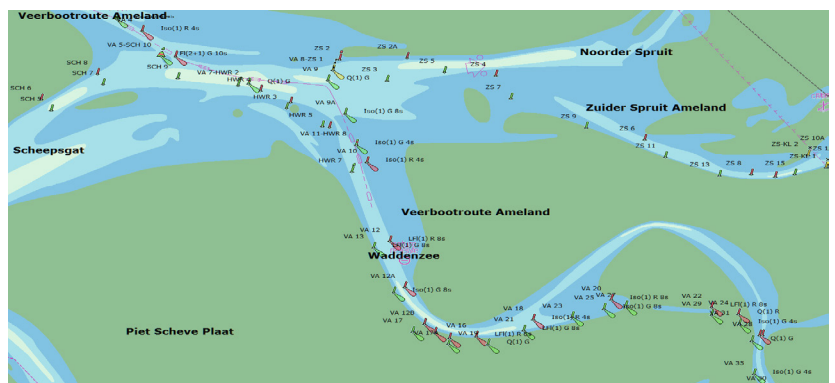 Veerbootroute Ameland
Iso(1) R 4s
VA 5-SCH 10
Fl(2+1) G 10s
SCH 8
SCH 7
SCH 9
SCH 6
SCH 5
VA 7-HWR 2
Q(1) G
HWR 3
HWR 5
ZS 2
VA 8-ZS 1
VA 9
Q(1) G
ZS 2A
ZS 3
ZS 5
ZS 4
ZS 7
Noorder Spruit
Zuider Spruit Ameland
VA 9A
Iso(1) G 8s
VA 11-HWR 8
Iso(1) G 4s
VA 10
Iso(1) R 4s
HWR 7
ZS 9
ZS 6
ZS 11
ZS 13
ZS 8
ZS 15
ZS 10A
ZS-KL 2
ZS-KL 1
Scheepsgat
Veerbootroute Ameland
VA 12
VA 13
LFl(1) R 8s
LFl(1) G 8s
Waddenzee
VA 12A
Iso(1) G 8s
VA 12B
VA 17
VA 16
VA 19
VA 18
VA 21
VA 23
LFl(1) R 8s
Q(1) G
Iso(1) R 4s
LFl(1) G 8s
VA 20
VA 25
Iso(1) R 8s
Iso(1) G 8s
VA 22
VA 29
VA 24
VA 31
LFl(1) R 8s
Q(1) R
Iso(1) G 4s
VA 28
Q(1) G
VA 35
VA 30
Iso(1) G 4s
Piet Scheve Plaat